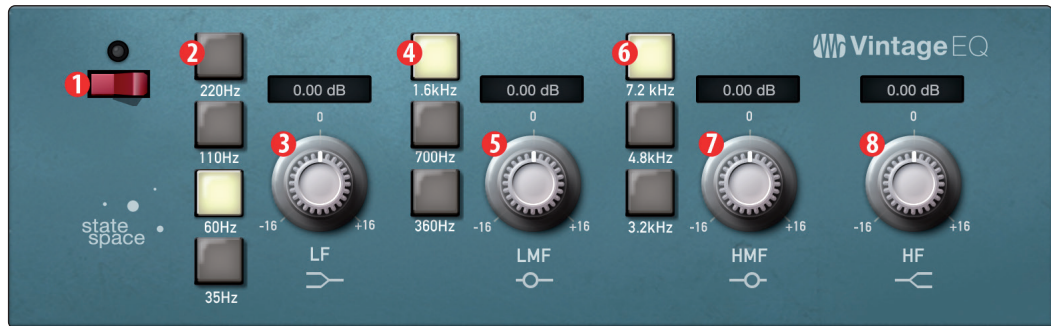 VintageEQ
1
2
220Hz
110Hz
60Hz
35Hz
0.00 dB
0
3
-16
+16
LF
4
1.6kHz
700Hz
360Hz
0.00 dB
0
5
-16
+16
LMF
6
7.2 kHz
4.8kHz
3.2kHz
0.00 dB
0
7
-16
+16
HMF
0.00 dB
0
8
-16
+16
HF
state
space